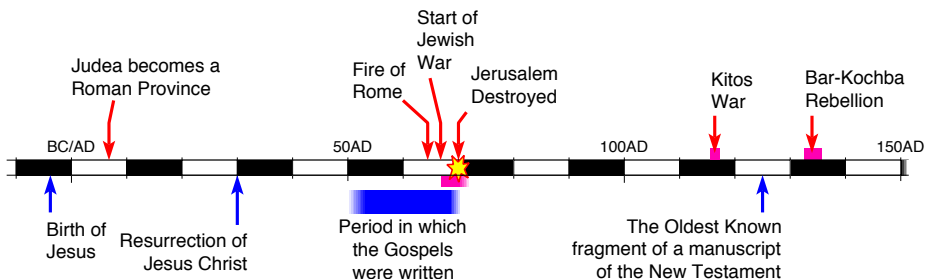 Start of
Jewish
War
Judea becomes a
Roman Province
Fire of
Rome
Jerusalem
Destroyed
Kitos
War
Bar-Kochba
Rebellion
BC/AD
50AD
100AD
150AD
Birth of
Jesus
Resurrection of
Jesus Christ
Period in which
the Gospels
were written
The Oldest Known
fragment of a manuscript
of the New Testament